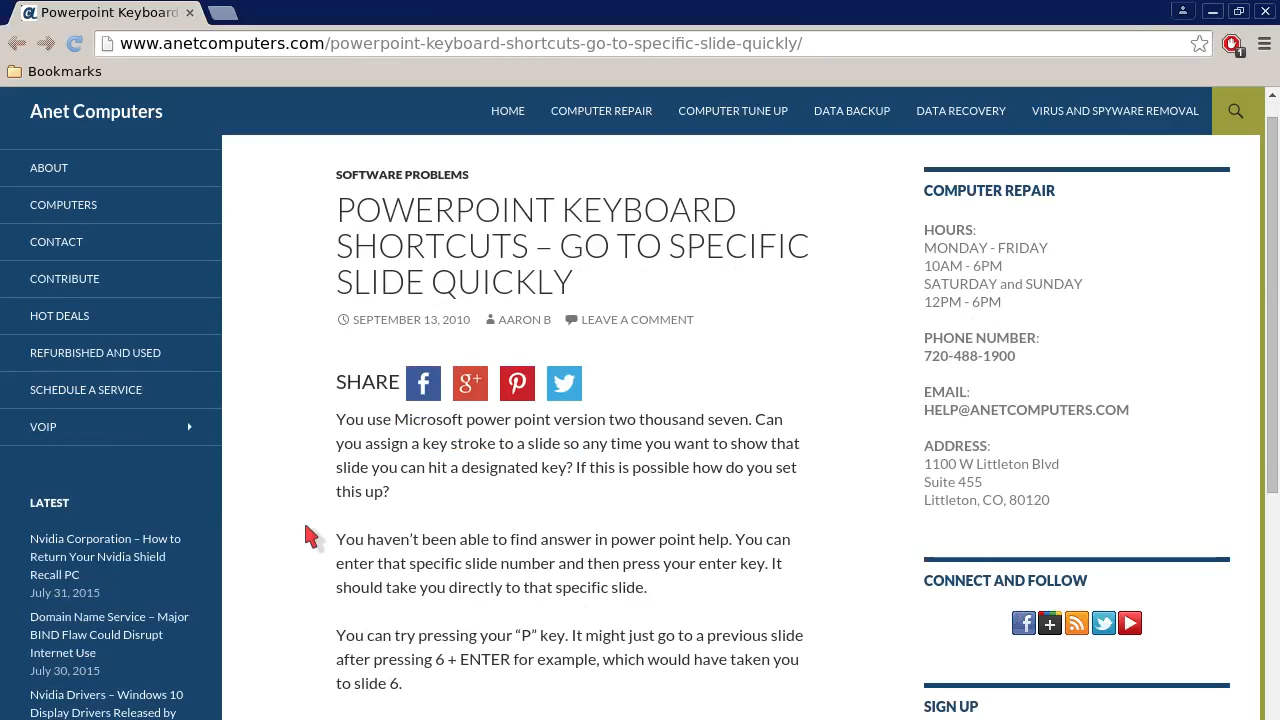 Powerpoint Keyboard
www.anetcomputers.com/powerpoint-keyboard-shortcuts-go-to-specific-slide-quickly/
1
Bookmarks
Anet Computers
HOME
COMPUTER REPAIR
COMPUTER TUNE UP
DATA BACKUP
DATA RECOVERY
VIRUS AND SPYWARE REMOVAL
ABOUT
COMPUTERS
CONTACT
CONTRIBUTE
HOT DEALS
REFURBISHED AND USED
SCHEDULE A SERVICE
VOIP
LATEST
Nvidia Corporation – How to
Return Your Nvidia Shield
Recall PC
July 31, 2015
Domain Name Service – Major
BIND Flaw Could Disrupt
Internet Use
July 30, 2015
Nvidia Drivers – Windows 10
Display Drivers Released by
SOFTWARE PROBLEMS
POWERPOINT KEYBOARD
SHORTCUTS – GO TO SPECIFIC
SLIDE QUICKLY
SEPTEMBER 13, 2010 AARON B LEAVE A COMMENT
SHARE
You use Microsoft power point version two thousand seven. Can
you assign a key stroke to a slide so any time you want to show that
slide you can hit a designated key? If this is possible how do you set
this up?
You haven’t been able to find answer in power point help. You can
enter that specific slide number and then press your enter key. It
should take you directly to that specific slide.
You can try pressing your “P” key. It might just go to a previous slide
after pressing 6 + ENTER for example, which would have taken you
to slide 6.
COMPUTER REPAIR
HOURS:
MONDAY - FRIDAY
10AM - 6PM
SATURDAY and SUNDAY
12PM - 6PM
PHONE NUMBER:
720-488-1900
EMAIL:
HELP@ANETCOMPUTERS.COM
ADDRESS:
1100 W Littleton Blvd
Suite 455
Littleton, CO, 80120
CONNECT AND FOLLOW
SIGN UP